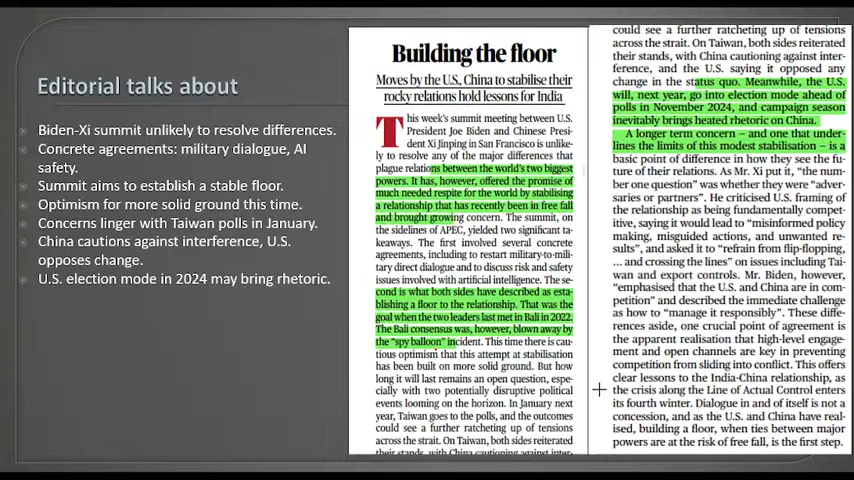 Editorial talks about
Biden-Xi summit unlikely to resolve differences.
Concrete agreements: military dialogue, AI
safety.
Summit aims to establish a stable floor.
Optimism for more solid ground this time.
Concerns linger with Taiwan polls in January.
China cautions against interference, U.S.
opposes change.
U.S. election mode in 2024 may bring rhetoric.
Building the floor
Moves by the U.S., China to stabilise their
rocky relations hold lessons for India
This week's summit meeting between U.S.
President Joe Biden and Chinese Presi-
dent Xi Jinping in San Francisco is unlike-
ly to resolve any of the major differences that
plague relations between the world's two biggest
powers. It has, however, offered the promise of
much needed respite for the world by stabilising
a relationship that has recently been in free fall
and brought growing concern. The summit, on
the sidelines of APEC, yielded two significant ta-
keaways. The first involved several concrete
agreements, including to restart military-to-mili-
tary direct dialogue and to discuss risk and safety
issues involved with artificial intelligence. The se-
cond is what both sides have described as esta-
blishing a floor to the relationship. That was the
goal when the two leaders last met in Bali in 2022.
The Bali consensus was, however, blown away by
the "spy balloon" incident. This time there is cau-
tious optimism that this attempt at stabilisation
has been built on more solid ground. But how
long it will last remains an open question, espe-
cially with two potentially disruptive political
events looming on the horizon. In January next
year, Taiwan goes to the polls, and the outcomes
could see a further ratcheting up of tensions
across the strait. On Taiwan, both sides reiterated
their stands, with China cautioning against inter-
could see a further ratcheting up of tensions
across the strait. On Taiwan, both sides reiterated
their stands, with China cautioning against inter-
ference, and the U.S. saying it opposed any
change in the status quo. Meanwhile, the U.S.
will, next year, go into election mode ahead of
polls in November 2024, and campaign season
inevitably brings heated rhetoric on China.
A longer term concern — and one that under-
lines the limits of this modest stabilisation — is a
basic point of difference in how they see the fu-
ture of their relations. As Mr. Xi put it, "the num-
ber one question" was whether they were "adver-
saries or partners". He criticised U.S. framing of
the relationship as being fundamentally compet-
itive, saying it would lead to "misinformed policy
making, misguided actions, and unwanted re-
sults", and asked it to "refrain from flip-flopping,
... and crossing the lines" on issues including Tai-
wan and export controls. Mr. Biden, however,
"emphasised that the U.S. and China are in com-
petition" and described the immediate challenge
as how to "manage it responsibly". These diffe-
rences aside, one crucial point of agreement is
the apparent realisation that high-level engage-
ment and open channels are key in preventing
competition from sliding into conflict. This offers
clear lessons to the India-China relationship, as
the crisis along the Line of Actual Control enters
its fourth winter. Dialogue in and of itself is not a
concession, and as the U.S. and China have real-
ised, building a floor, when ties between major
powers are at the risk of free fall, is the first step.